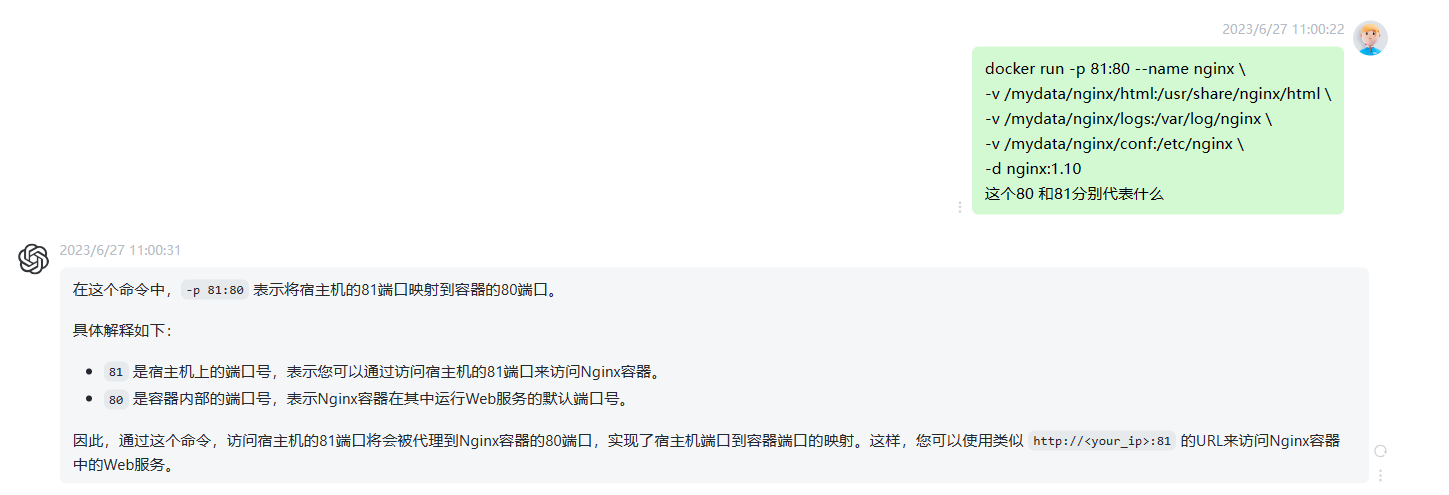 2023/6/27 11:00:22
docker run -p 81:80 --name nginx \
-v /mydata/nginx/html:/usr/share/nginx/html \
-v /mydata/nginx/logs:/var/log/nginx \
-v /mydata/nginx/conf:/etc/nginx \
-d nginx:1.10
这个80 和81分别代表什么
2023/6/27 11:00:31
在这个命令中，-p 81:80 表示将宿主机的81端口映射到容器的80端口。
具体解释如下：
• 81 是宿主机上的端口号，表示您可以通过访问宿主机的81端口来访问Nginx容器。
• 80 是容器内部的端口号，表示Nginx容器在其中运行Web服务的默认端口号。
因此，通过这个命令，访问宿主机的81端口将会被代理到Nginx容器的80端口，实现了宿主机端口到容器端口的映射。这样，您可以使用类似 http://<your_ip>:81 的URL来访问Nginx容器
中的Web服务。